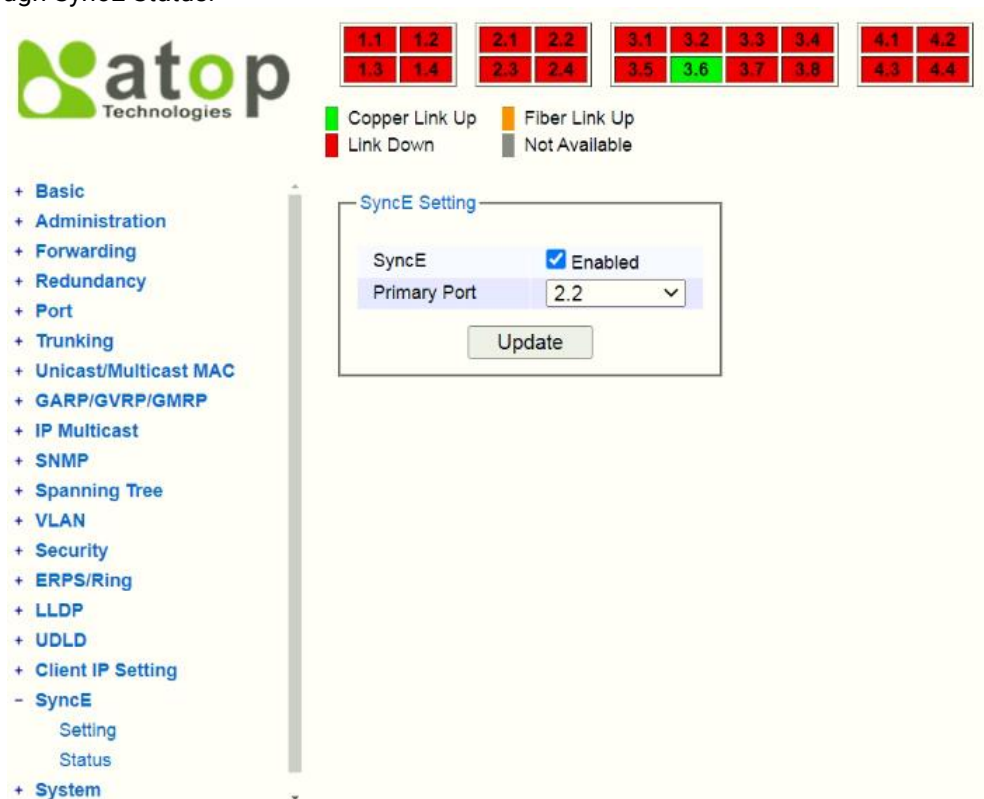 ugh SyncE Status.
atop
Technologies
1.1 1.2 2.1 2.2 3.1 3.2 3.3 3.4 4.1 4.2
1.3 1.4 2.3 2.4 3.5 3.6 3.7 3.8 4.3 4.4
Copper Link Up Fiber Link Up
Link Down Not Available
+ Basic
+ Administration
+ Forwarding
+ Redundancy
+ Port
+ Trunking
+ Unicast/Multicast MAC
+ GARP/GVRP/GMRP
+ IP Multicast
+ SNMP
+ Spanning Tree
+ VLAN
+ Security
+ ERPS/Ring
+ LLDP
+ UDLD
+ Client IP Setting
- SyncE
Setting
Status
+ System
SyncE Setting
SyncE Enabled
Primary Port 2.2
Update